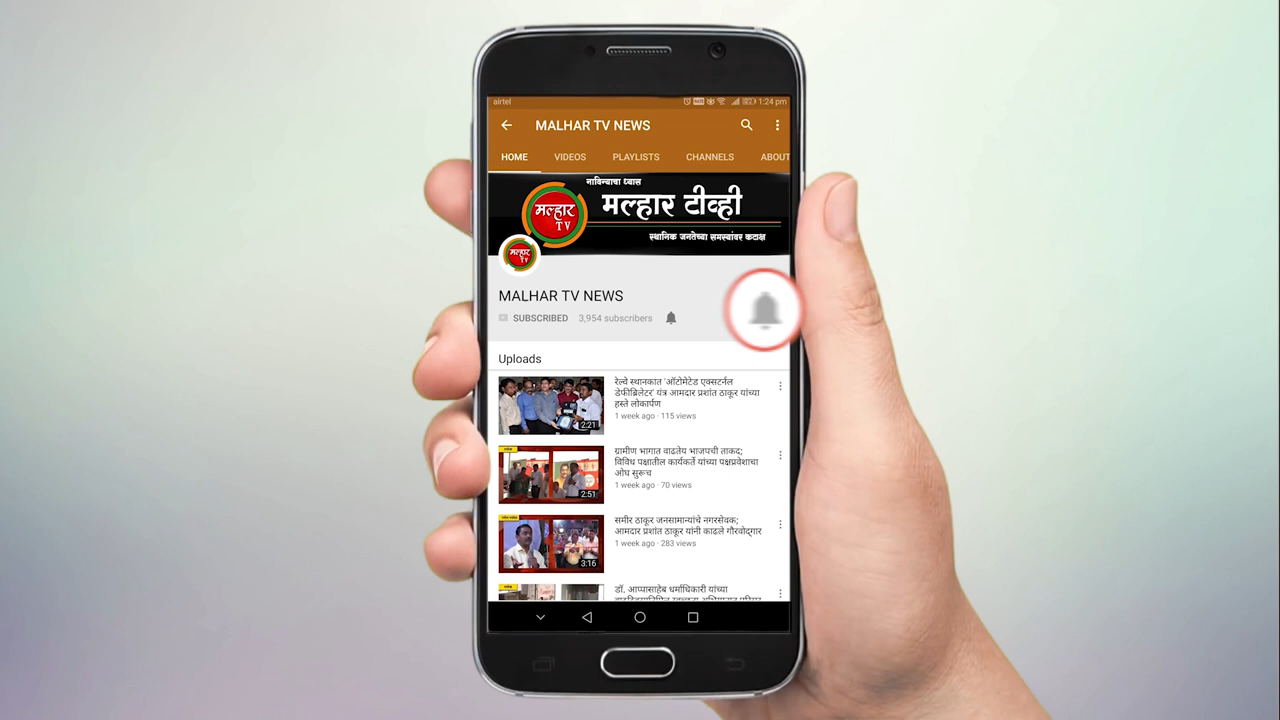 airtel
1:24 pm
MALHAR TV NEWS
HOME VIDEOS PLAYLISTS CHANNELS ABOUT
नाविन्याचा ध्यास
मल्हार टीव्ही
मल्हार
TV
स्थानिक जनतेच्या समस्यांवर कटाक्ष
मल्हार
TV
MALHAR TV NEWS
SUBSCRIBED 3,954 subscribers
Uploads
रेल्वे स्थानकात 'ऑटोमेटेड एक्सटर्नल
डेफीब्रिलेटर' यंत्र आमदार प्रशांत ठाकूर यांच्या
हस्ते लोकार्पण
1 week ago · 115 views
2:21
ग्रामीण भागात वाढतेय भाजपची ताकद;
विविध पक्षातील कार्यकर्ते यांच्या पक्षप्रवेशाचा
ओघ सुरूच
1 week ago · 70 views
2:51
समीर ठाकूर जनसामान्यांचे नगरसेवक;
आमदार प्रशांत ठाकूर यांनी काढले गौरवोद्गार
1 week ago · 283 views
3:16
डॉ. आप्पासाहेब धर्माधिकारी यांच्या